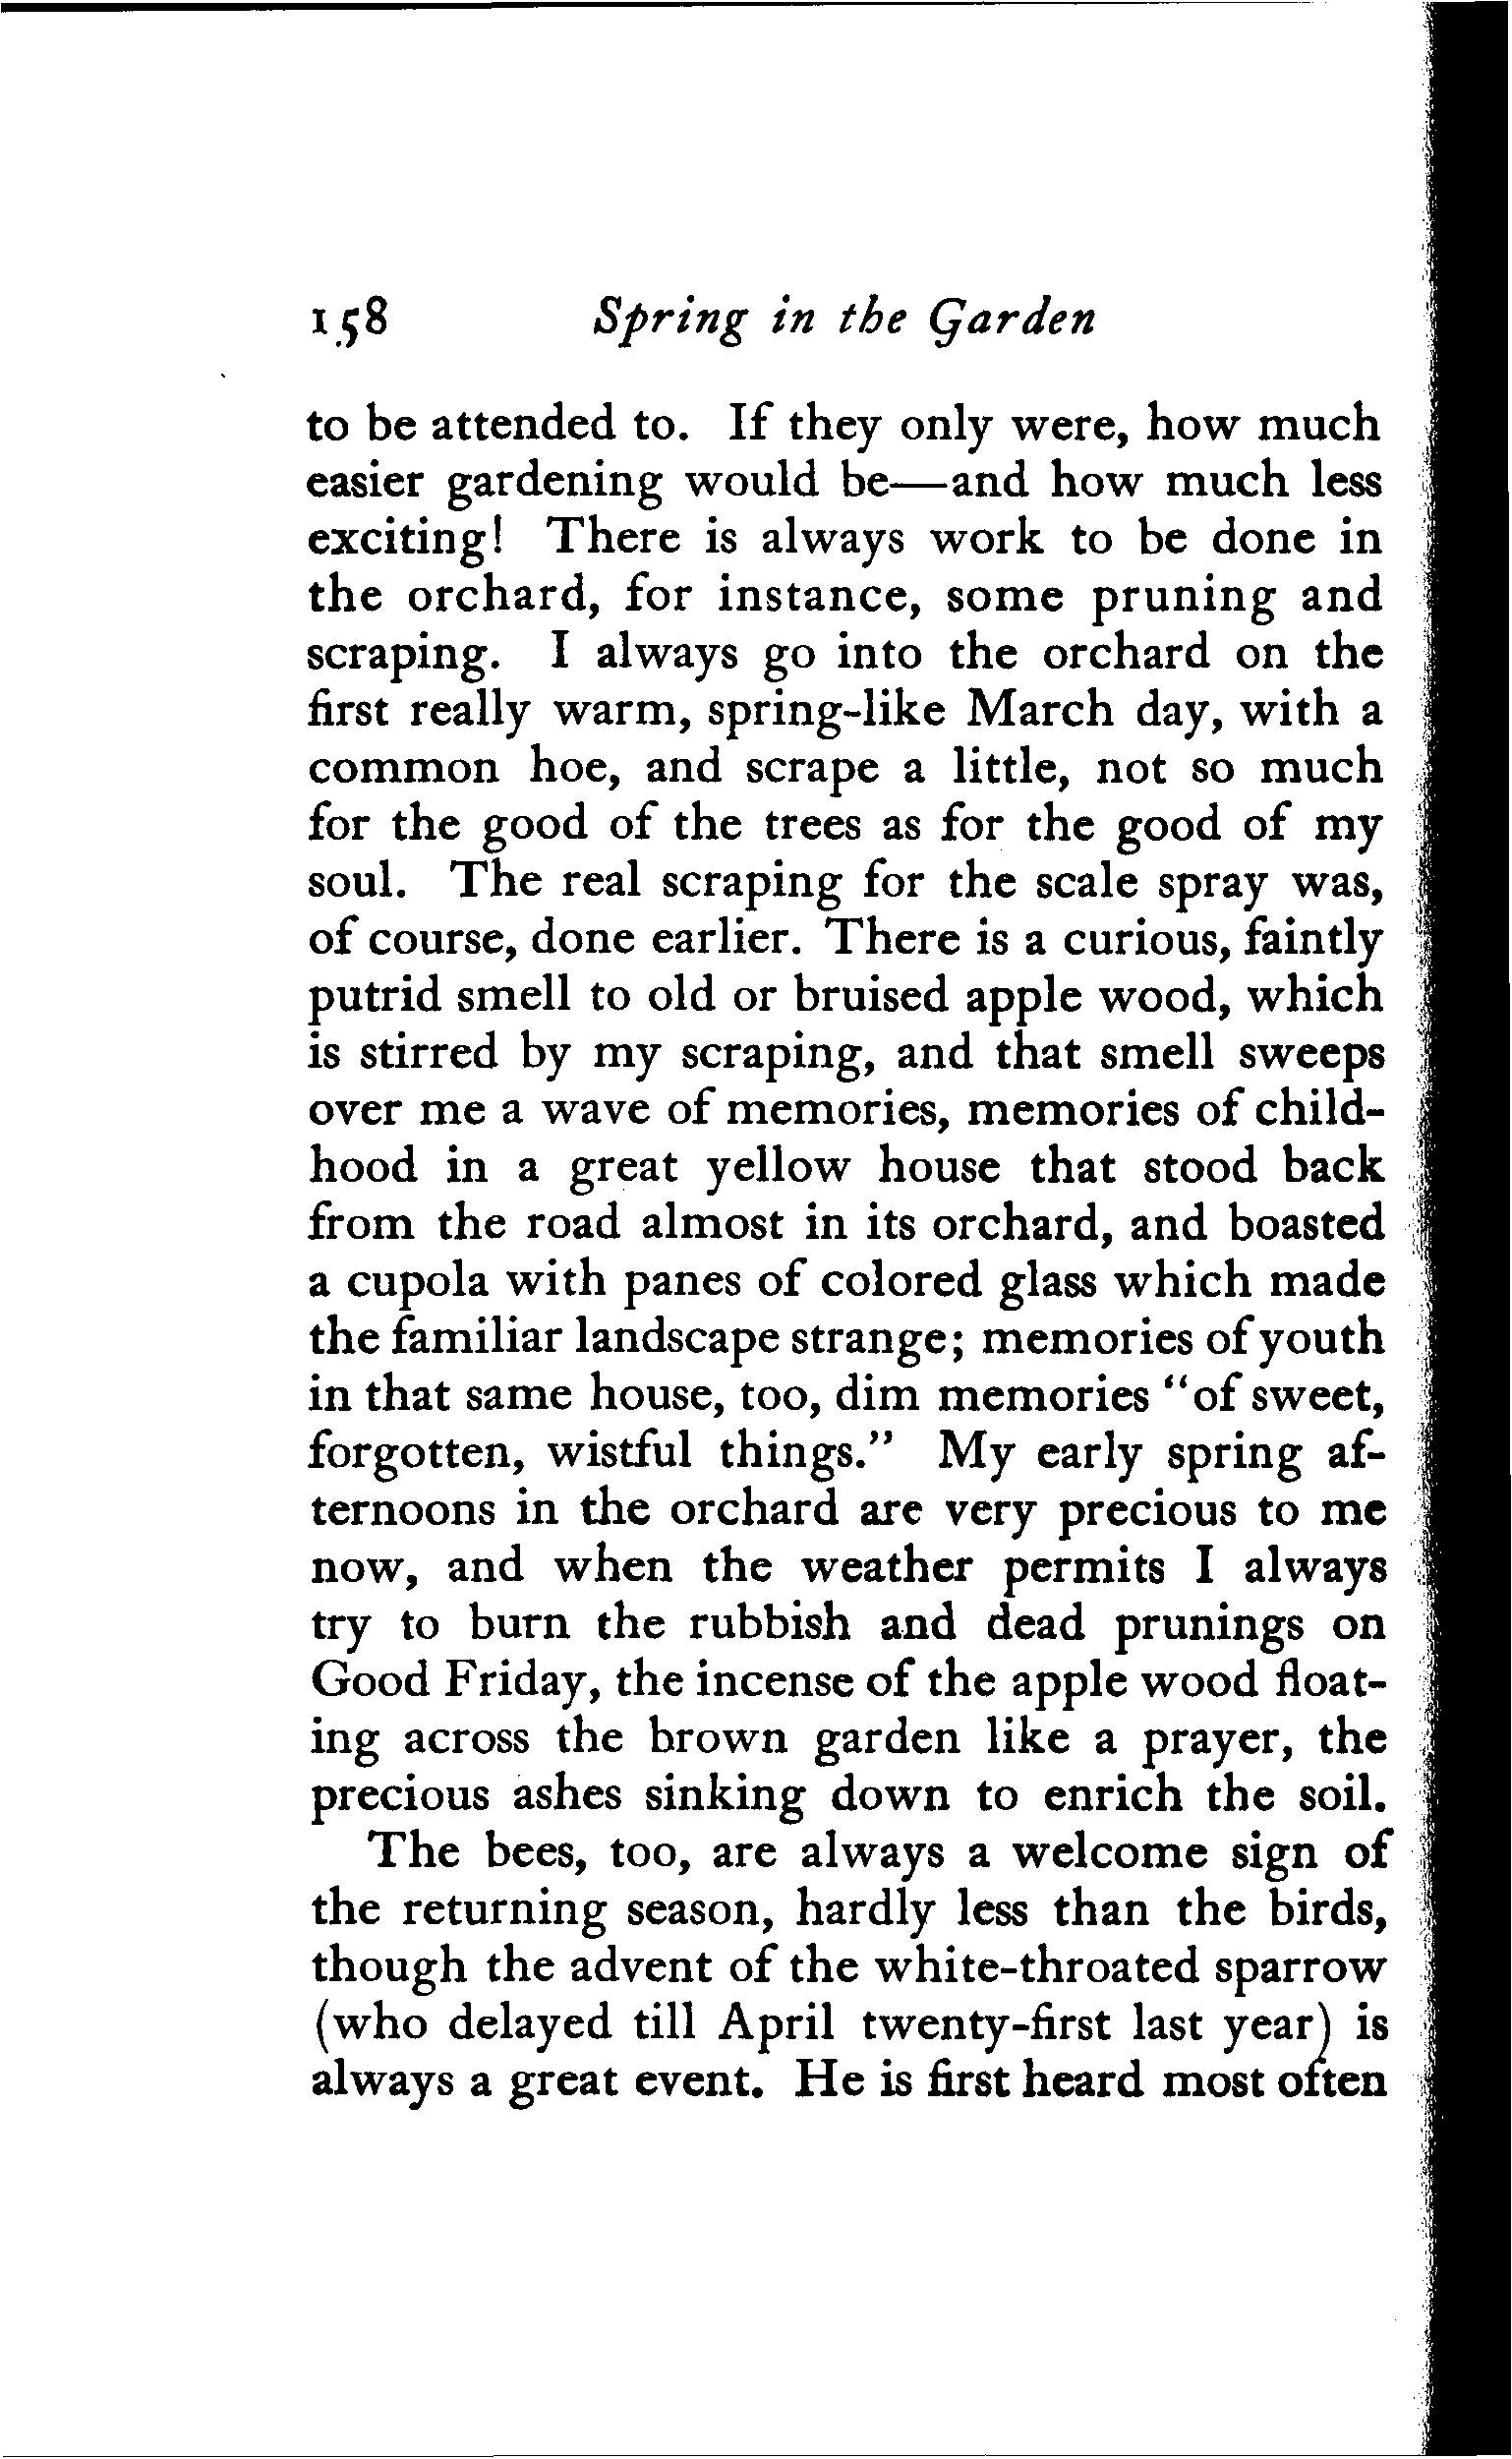 158 Spring in the Garden
to be attended to. If they only were, how much
easier gardening would be—and how much less
exciting! There is always work to be done in
the orchard, for instance, some pruning and
scraping. I always go into the orchard on the
first really warm, spring-like March day, with a
common hoe, and scrape a little, not so much
for the good of the trees as for the good of my
soul. The real scraping for the scale spray was,
of course, done earlier. There is a curious, faintly
putrid smell to old or bruised apple wood, which
is stirred by my scraping, and that smell sweeps
over me a wave of memories, memories of child-
hood in a great yellow house that stood back
from the road almost in its orchard, and boasted
a cupola with panes of colored glass which made
the familiar landscape strange; memories of youth
in that same house, too, dim memories "of sweet,
forgotten, wistful things." My early spring af-
ternoons in the orchard are very precious to me
now, and when the weather permits I always
try to burn the rubbish and dead prunings on
Good Friday, the incense of the apple wood float-
ing across the brown garden like a prayer, the
precious ashes sinking down to enrich the soil.
The bees, too, are always a welcome sign of
the returning season, hardly less than the birds,
though the advent of the white-throated sparrow
(who delayed till April twenty-first last year) is
always a great event. He is first heard most often